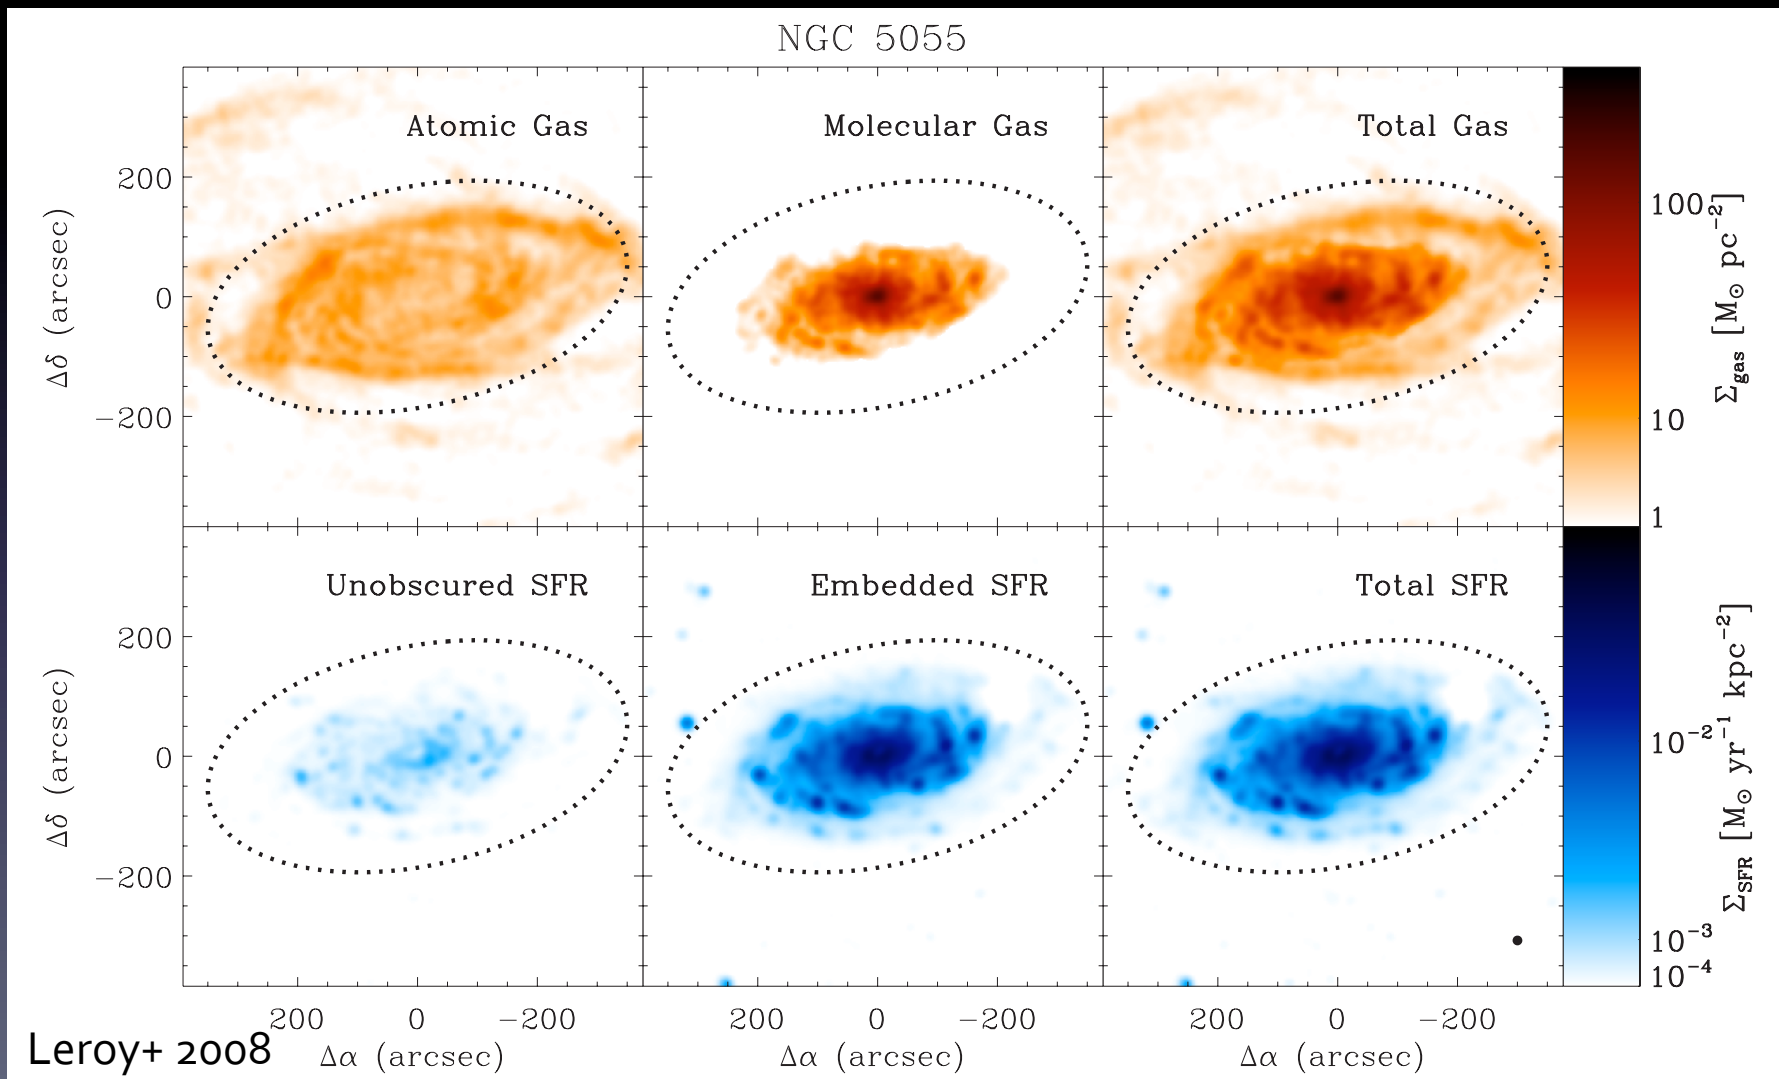 NGC 5055
Atomic Gas
Molecular Gas
Total Gas
200
0
−200
Δδ (arcsec)
100
10
1
Σgas [M⊙ pc⁻²]
Unobscured SFR
Embedded SFR
Total SFR
200
0
−200
Δδ (arcsec)
10⁻²
10⁻³
10⁻⁴
ΣSFR [M⊙ yr⁻¹ kpc⁻²]
200 0 −200
200 0 −200
200 0 −200
Δα (arcsec)
Δα (arcsec)
Δα (arcsec)
Leroy+ 2008